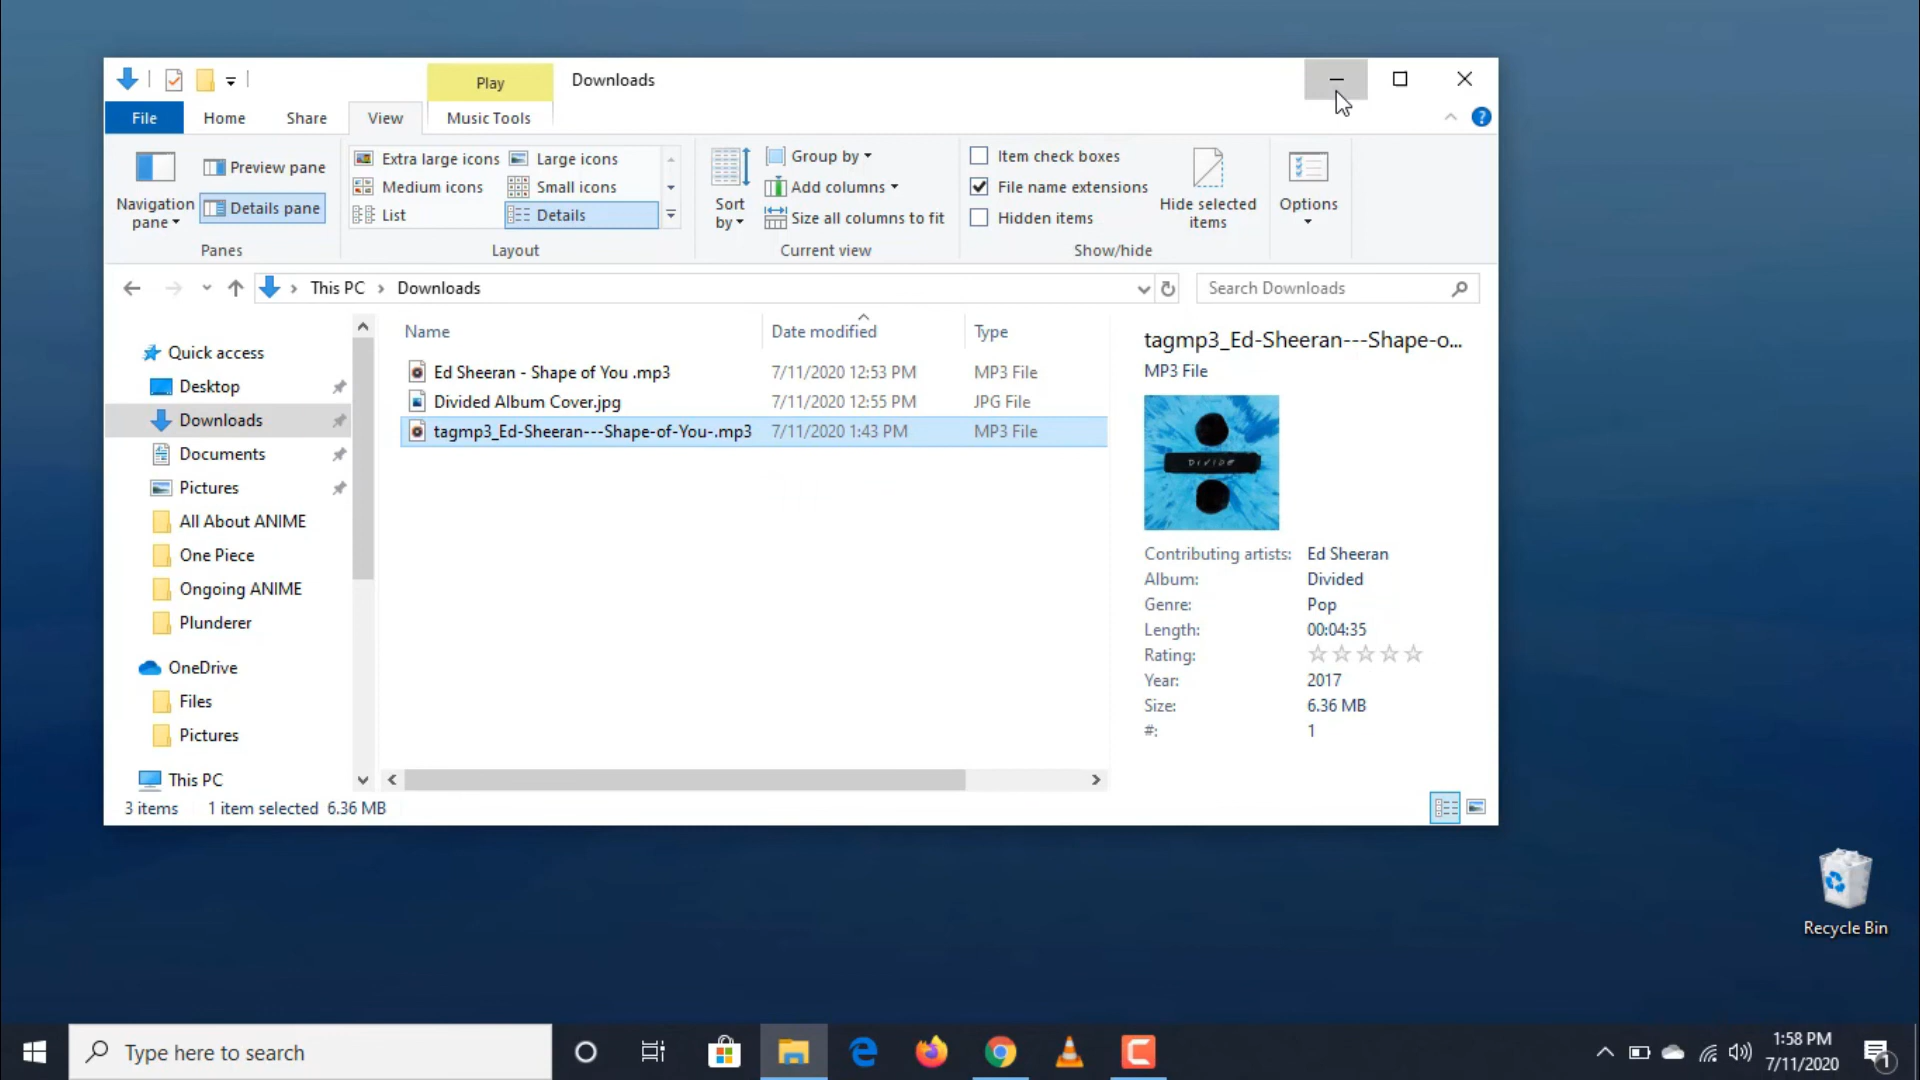 Play
Downloads
File
Home
Share
View
Music Tools
Navigation pane
Preview pane
Details pane
Panes
Extra large icons
Large icons
Medium icons
Small icons
List
Details
Layout
Sort by
Group by
Add columns
Size all columns to fit
Current view
Item check boxes
File name extensions
Hidden items
Hide selected items
Show/hide
Options
This PC
Downloads
Search Downloads
Quick access
Desktop
Downloads
Documents
Pictures
All About ANIME
One Piece
Ongoing ANIME
Plunderer
OneDrive
Files
Pictures
This PC
Name
Date modified
Type
Ed Sheeran - Shape of You .mp3
7/11/2020 12:53 PM
MP3 File
Divided Album Cover.jpg
7/11/2020 12:55 PM
JPG File
tagmp3_Ed-Sheeran---Shape-of-You-.mp3
7/11/2020 1:43 PM
MP3 File
tagmp3_Ed-Sheeran---Shape-o...
MP3 File
DIVIDE
Contributing artists: Ed Sheeran
Album: Divided
Genre: Pop
Length: 00:04:35
Rating:
Year: 2017
Size: 6.36 MB
#: 1
3 items
1 item selected 6.36 MB
Recycle Bin
Type here to search
1:58 PM
7/11/2020
1